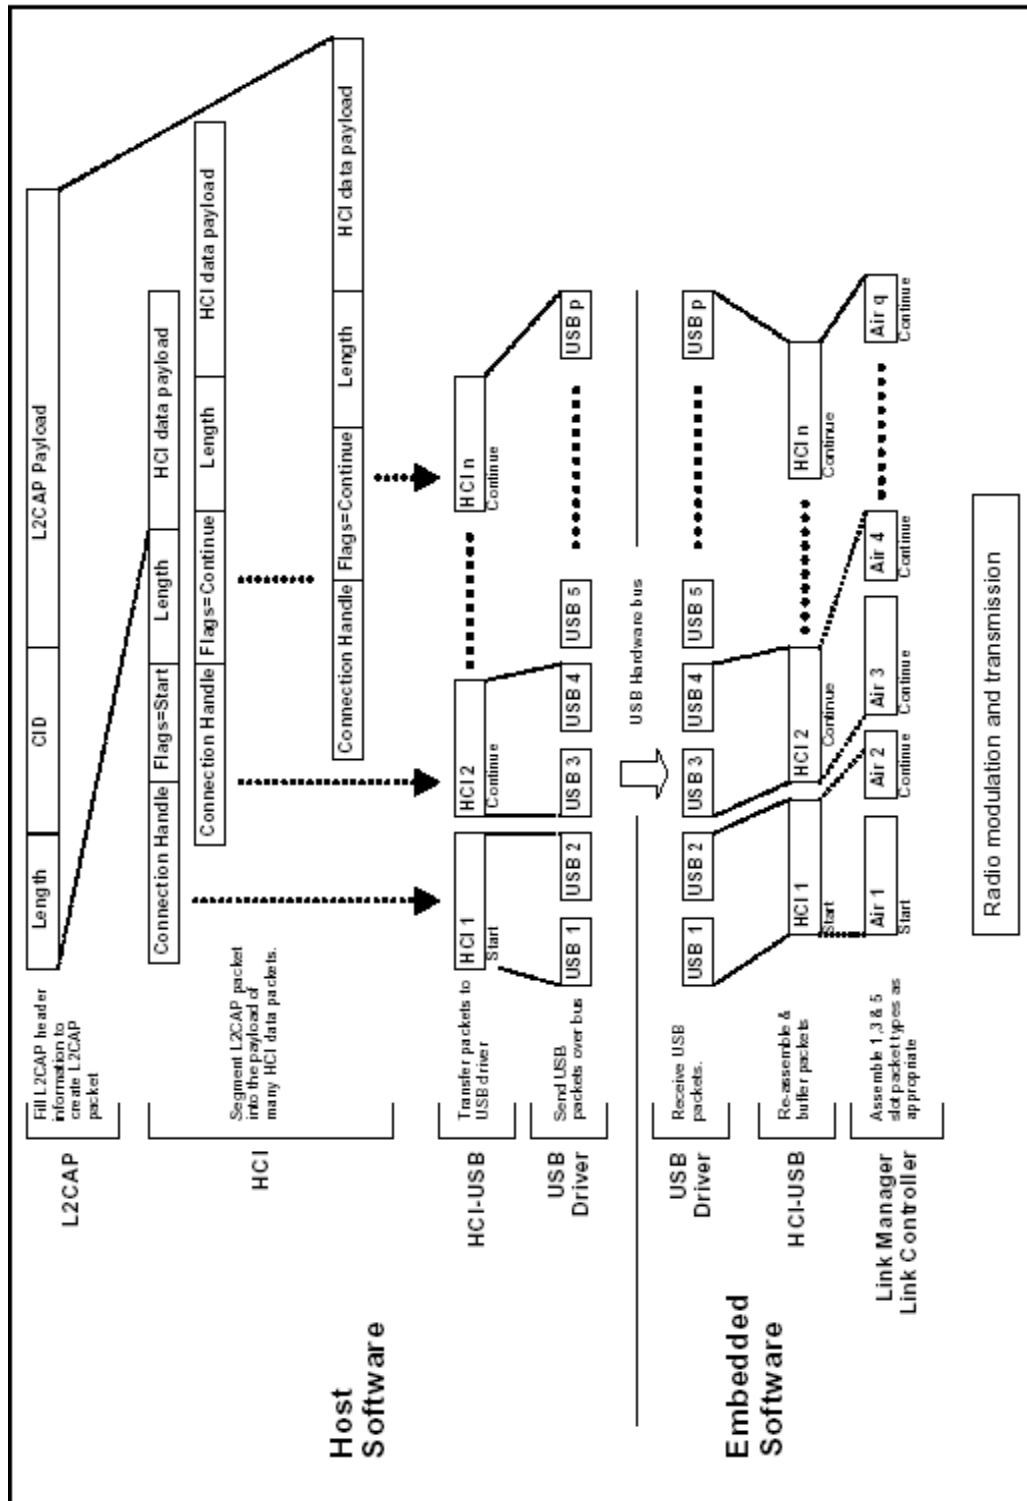 L2CAP
Fill L2CAP header
information to
create L2CAP
packet
Length
CID
L2CAP Payload
HCI
Segment L2CAP packet
into the payload of
many HCI data packets.
Connection Handle
Flags=Start
Length
HCI data payload
Connection Handle
Flags=Continue
Length
HCI data payload
Connection Handle
Flags=Continue
Length
HCI data payload
Host
Software
HCI-USB
Transfer packets to
USB driver
HCI 1
Start
HCI 2
Continue
HCI n
Continue
USB
Driver
Send USB
packets over bus
USB 1
USB 2
USB 3
USB 4
USB 5
USB p
USB Hardware bus
USB
Driver
Receive USB
packets.
USB 1
USB 2
USB 3
USB 4
USB 5
USB p
Embedded
Software
HCI-USB
Re-assemble &
buffer packets
HCI 1
Start
HCI 2
Continue
HCI n
Continue
Link Manager
Link Controller
Assemble 1,3 & 5
slot packet types as
appropriate
Air 1
Start
Air 2
Continue
Air 3
Continue
Air 4
Continue
Air q
Continue
Radio modulation and transmission